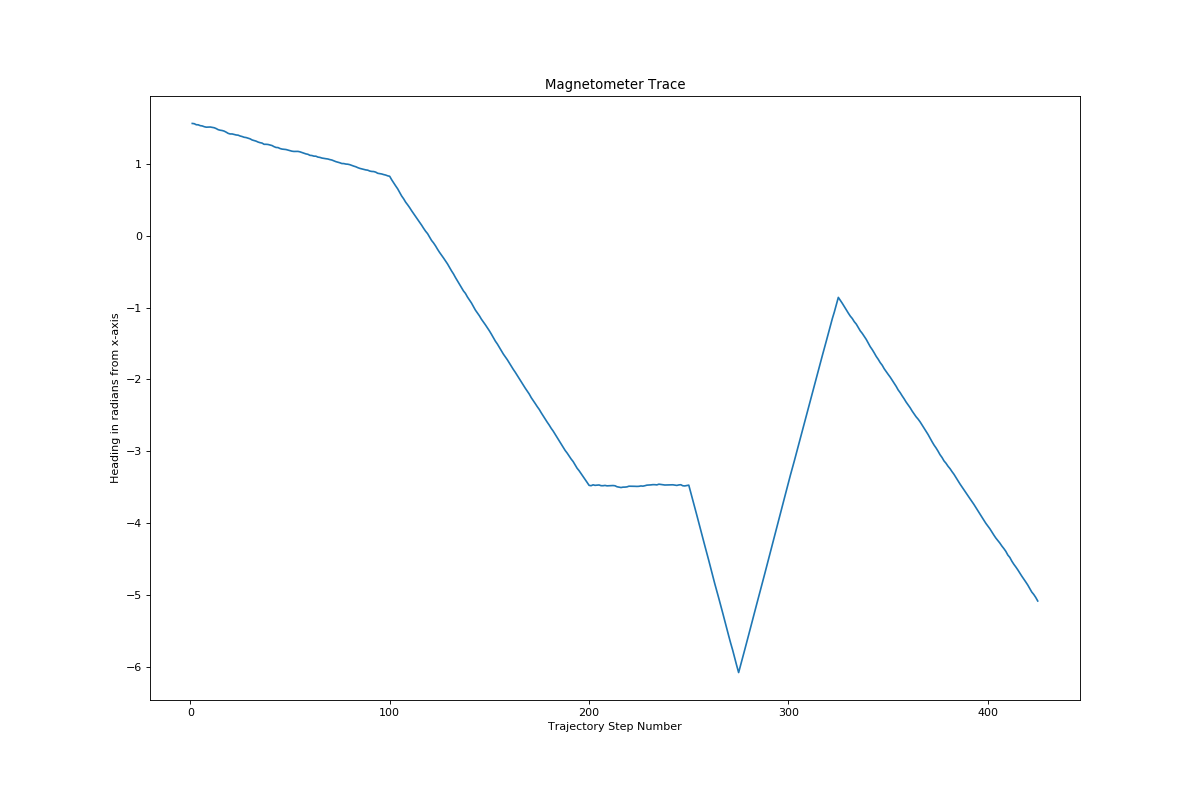 Magnetometer Trace
Heading in radians from x-axis
1
0
−1
−2
−3
−4
−5
−6
0 100 200 300 400
Trajectory Step Number